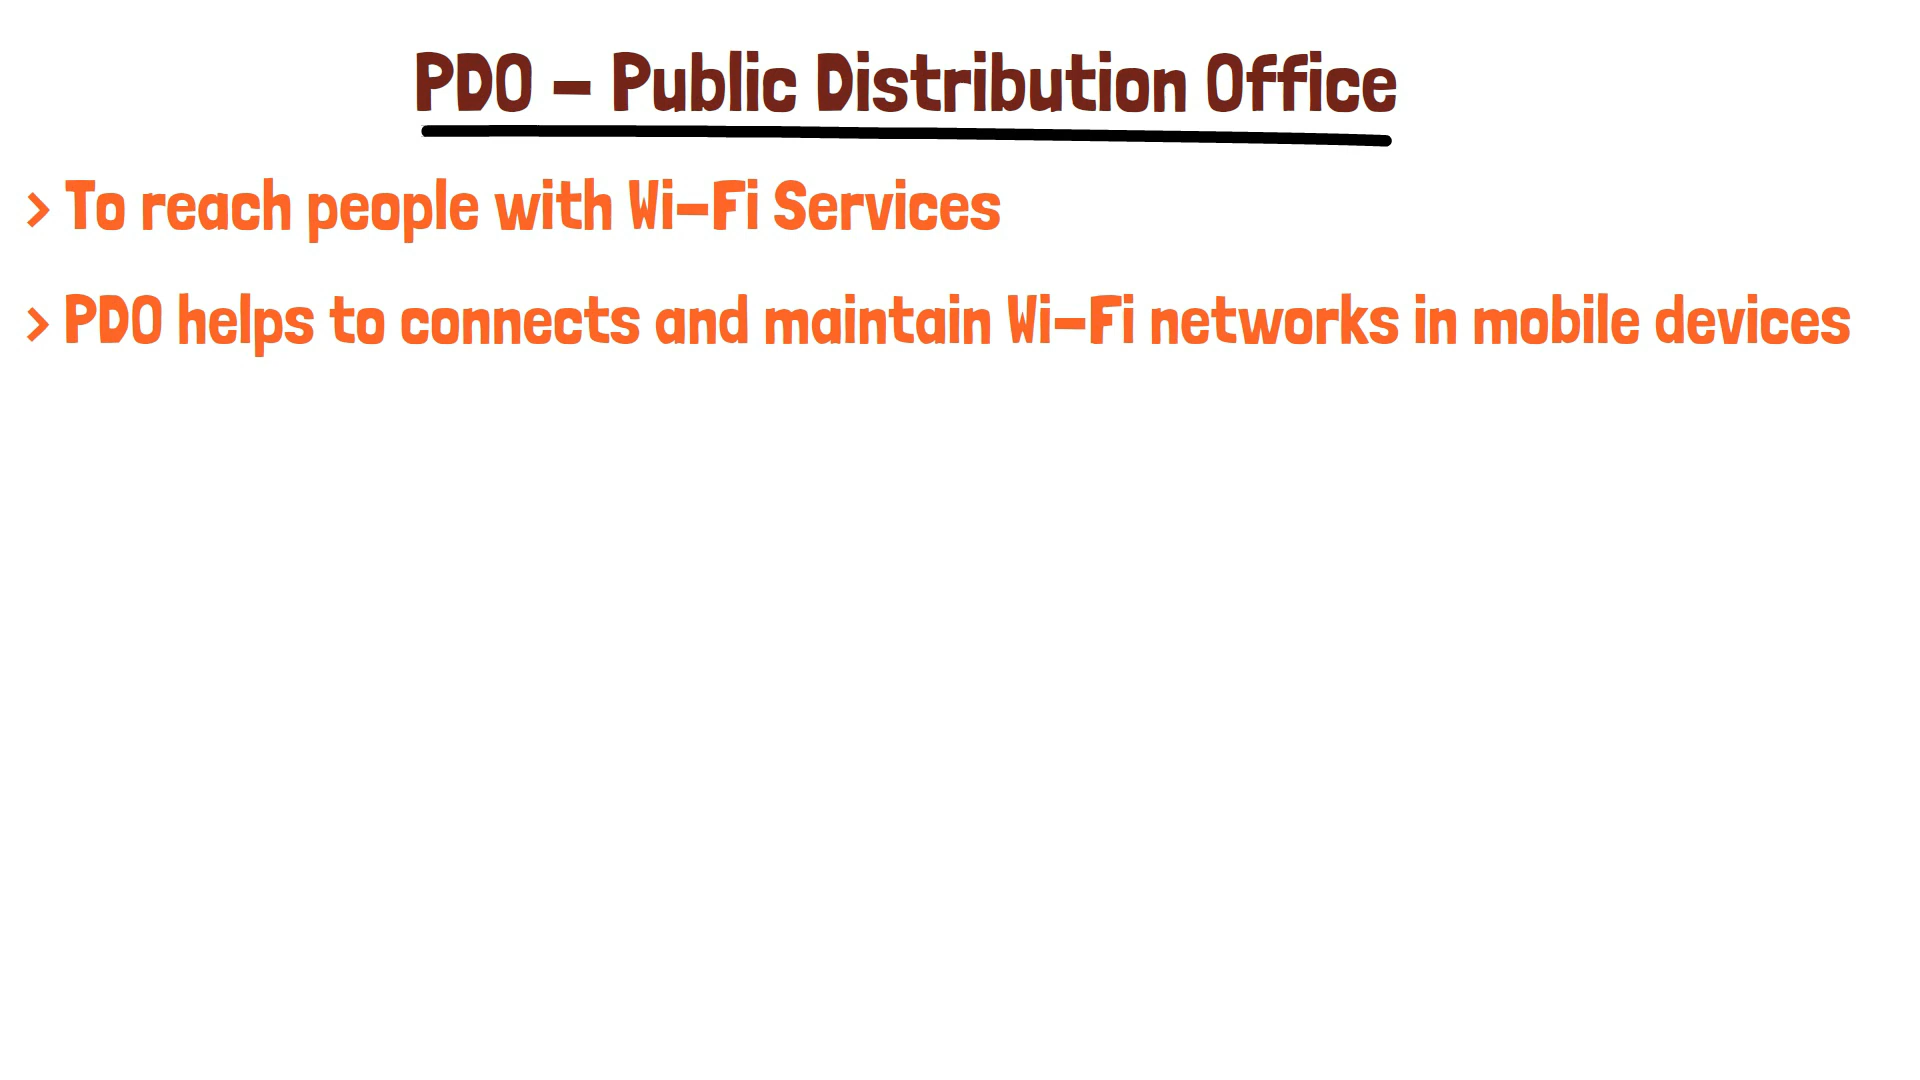 PDO - Public Distribution Office
> To reach people with Wi-Fi Services
> PDO helps to connects and maintain Wi-Fi networks in mobile devices